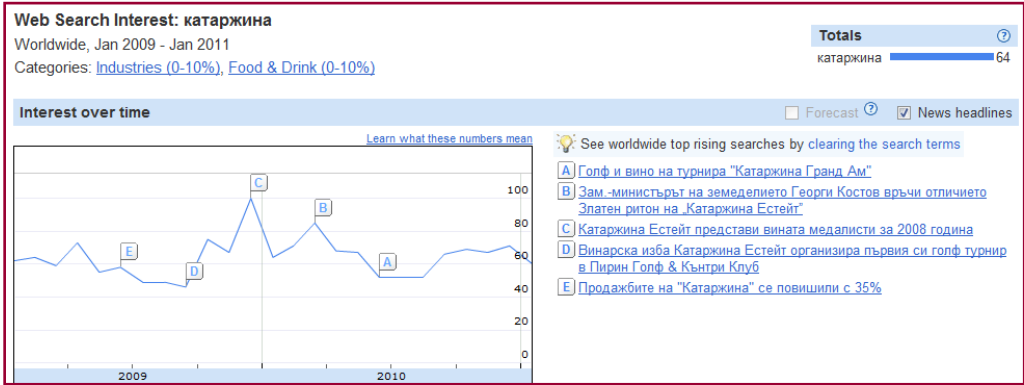 Web Search Interest: катаржина
Worldwide, Jan 2009 - Jan 2011
Categories: Industries (0-10%), Food & Drink (0-10%)
Totals ?
катаржина 64
Interest over time
Forecast ? News headlines
Learn what these numbers mean
100
80
60
40
20
0
C
B
E
D
A
2009 2010
See worldwide top rising searches by clearing the search terms
A Голф и вино на турнира "Катаржина Гранд Ам"
B Зам.-министърът на земеделието Георги Костов връчи отличието
Златен ритон на „Катаржина Естейт"
C Катаржина Естейт представи вината медалисти за 2008 година
D Винарска изба Катаржина Естейт организира първия си голф турнир
в Пирин Голф & Кънтри Клуб
E Продажбите на "Катаржина" се повишили с 35%